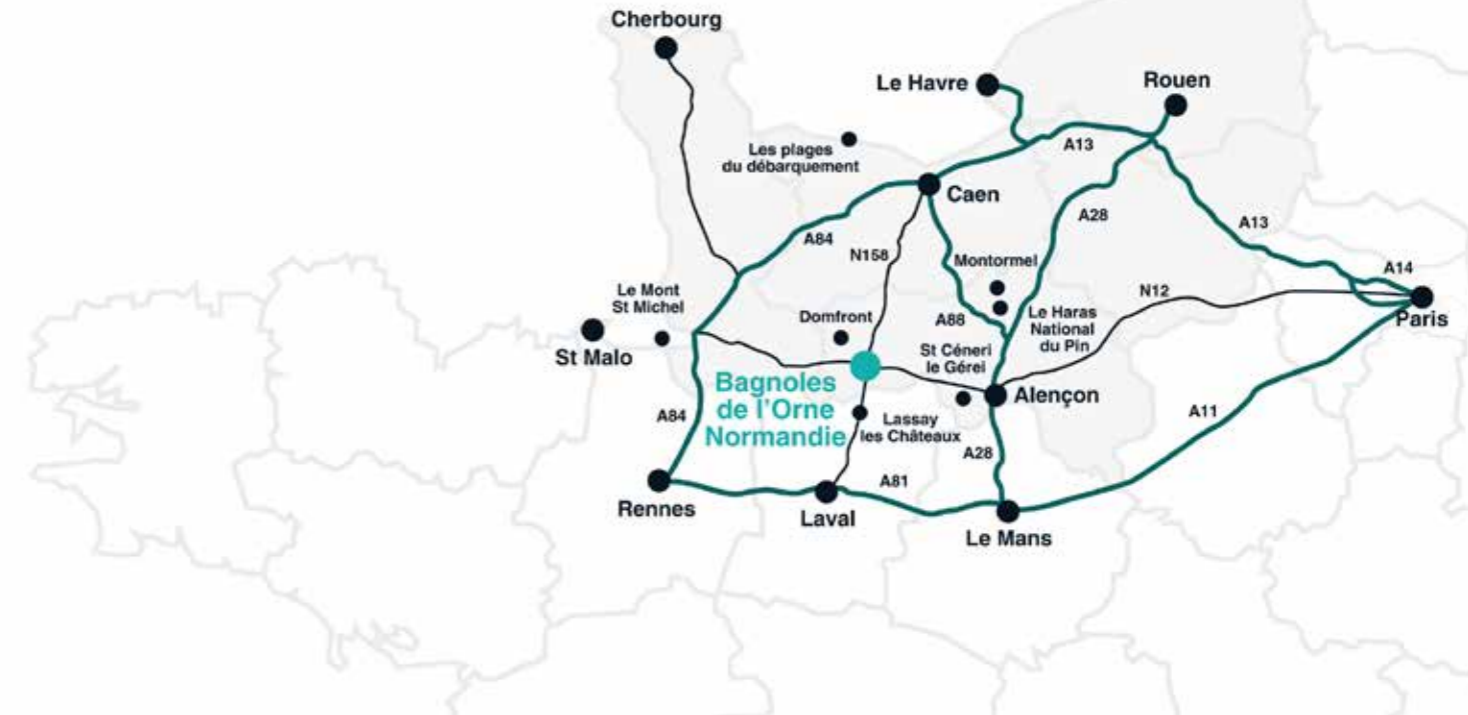 Cherbourg
Le Havre
Rouen
A13
Les plages
du débarquement
Caen
A28
A13
A84
N158
Montormel
A14
Le Mont
St Michel
N12
Domfront
A88
Le Haras
National
du Pin
Paris
St Malo
St Céneri
le Gérei
Bagnoles
de l'Orne
Normandie
Alençon
A84
A11
Lassay
les Châteaux
A28
A81
Rennes
Laval
Le Mans